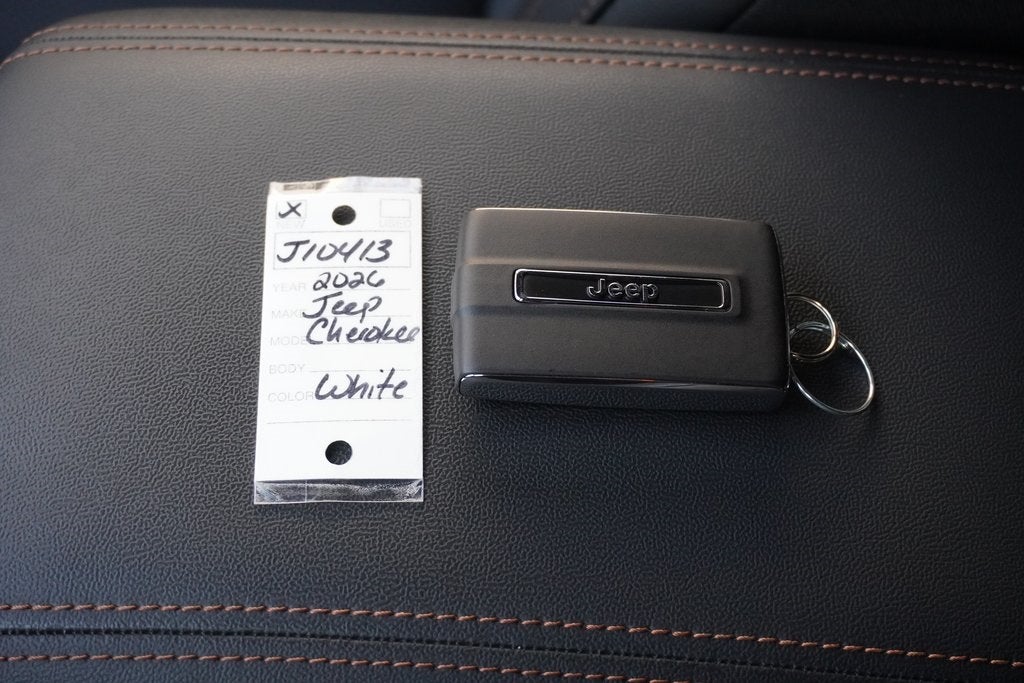 X
NEW USED
J10413
YEAR 2026
MAKE Jeep
MODEL Cherokee
BODY
COLOR White
Jeep